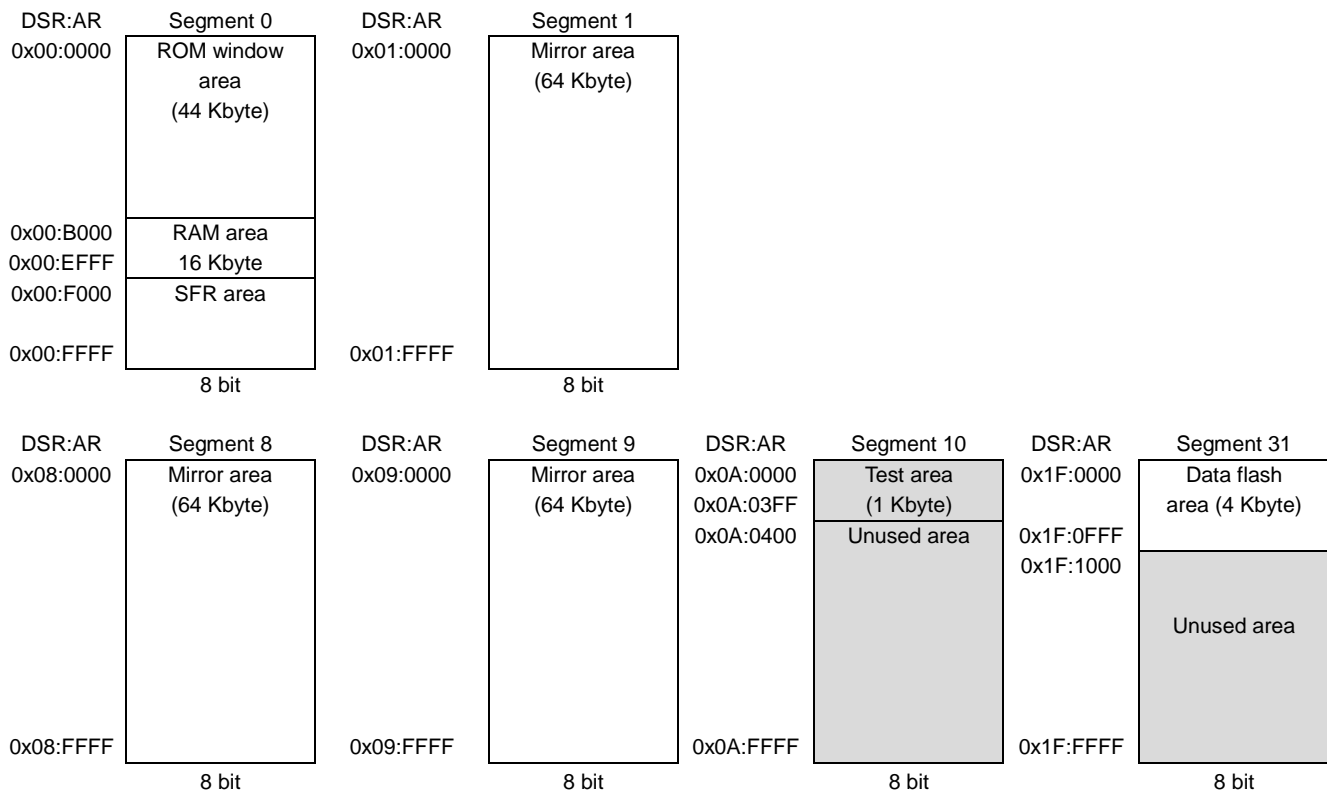 DSR:AR Segment 0 DSR:AR Segment 1
0x00:0000 ROM window 0x01:0000 Mirror area
area (64 Kbyte)
(44 Kbyte)
0x00:B000 RAM area
0x00:EFFF 16 Kbyte
0x00:F000 SFR area
0x00:FFFF 0x01:FFFF
8 bit 8 bit
DSR:AR Segment 8 DSR:AR Segment 9 DSR:AR Segment 10 DSR:AR Segment 31
0x08:0000 Mirror area 0x09:0000 Mirror area 0x0A:0000 Test area 0x1F:0000 Data flash
(64 Kbyte) (64 Kbyte) 0x0A:03FF (1 Kbyte) area (4 Kbyte)
0x0A:0400 Unused area 0x1F:0FFF
0x1F:1000
Unused area
0x08:FFFF 0x09:FFFF 0x0A:FFFF 0x1F:FFFF
8 bit 8 bit 8 bit 8 bit